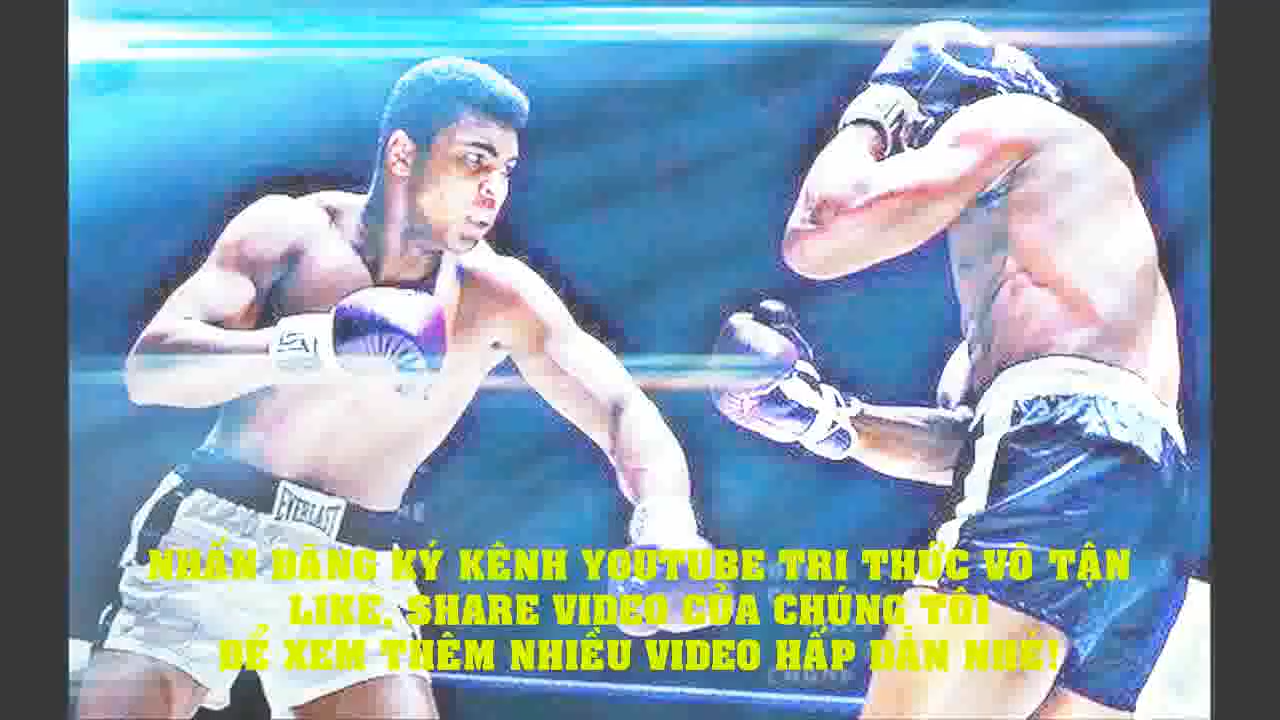 EVERLAST
NHẤN ĐĂNG KÝ KÊNH YOUTUBE TRI THỨC VÔ TẬN
LIKE, SHARE VIDEO CỦA CHÚNG TÔI
ĐỂ XEM THÊM NHIỀU VIDEO HẤP DẪN NHÉ!